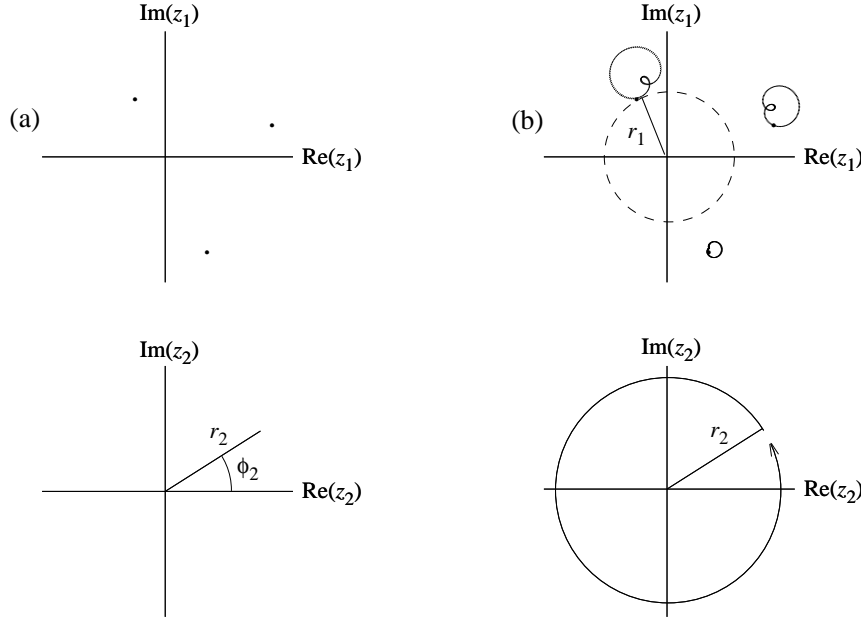 Im(z₁)
Im(z₁)
(a)
(b)
r₁
Re(z₁)
Re(z₁)
Im(z₂)
Im(z₂)
r₂
r₂
ϕ₂
Re(z₂)
Re(z₂)